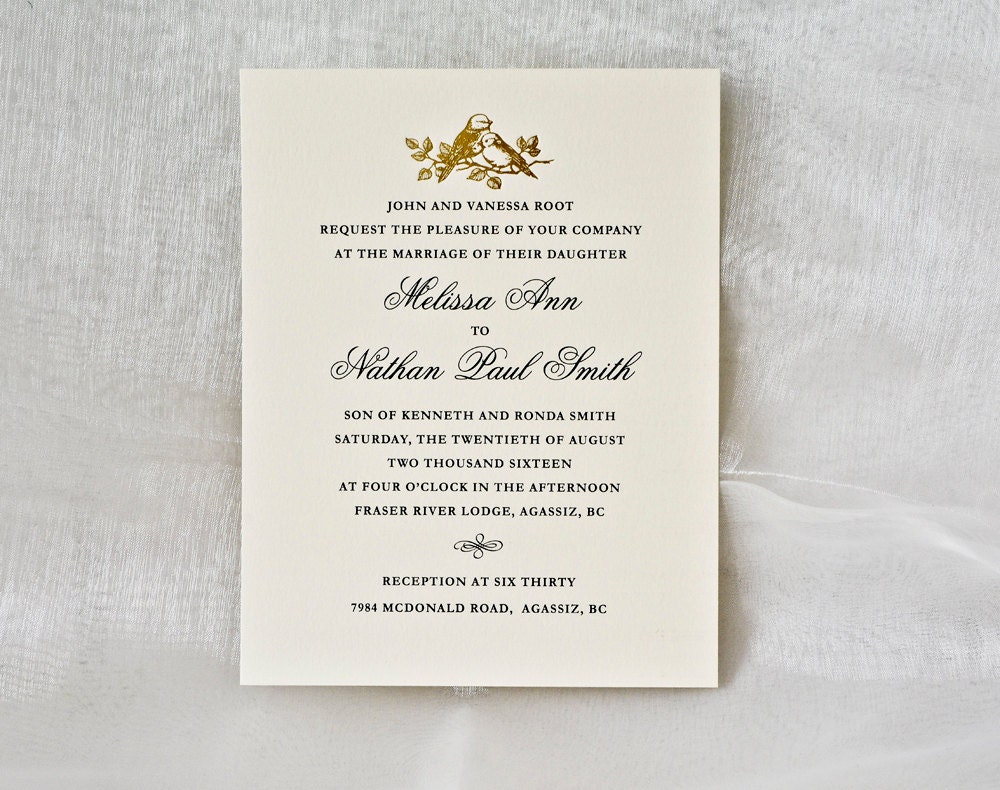 JOHN AND VANESSA ROOT
REQUEST THE PLEASURE OF YOUR COMPANY
AT THE MARRIAGE OF THEIR DAUGHTER
Melissa Ann
TO
Nathan Paul Smith
SON OF KENNETH AND RONDA SMITH
SATURDAY, THE TWENTIETH OF AUGUST
TWO THOUSAND SIXTEEN
AT FOUR O’CLOCK IN THE AFTERNOON
FRASER RIVER LODGE, AGASSIZ, BC
RECEPTION AT SIX THIRTY
7984 MCDONALD ROAD, AGASSIZ, BC